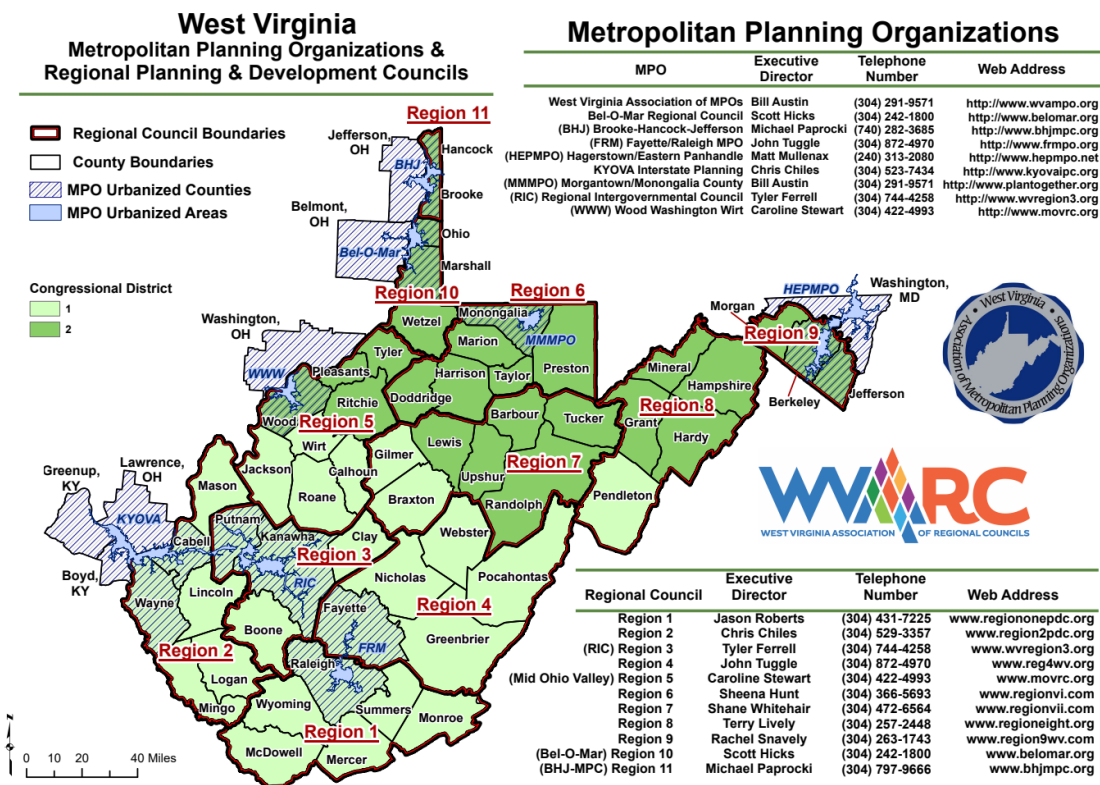 West Virginia
Metropolitan Planning Organizations &
Regional Planning & Development Councils
Regional Council Boundaries
County Boundaries
MPO Urbanized Counties
MPO Urbanized Areas
Congressional District
1
2
Metropolitan Planning Organizations
MPO Executive Director Telephone Number Web Address
West Virginia Association of MPOs Bill Austin (304) 291-9571 http://www.wvampo.org
Bel-O-Mar Regional Council Scott Hicks (304) 242-1800 http://www.belomar.org
(BHJ) Brooke-Hancock-Jefferson Michael Paprocki (740) 282-3685 http://www.bhjmpc.org
(FRM) Fayette/Raleigh MPO John Tuggle (304) 872-4970 http://www.frmpo.org
(HEPMPO) Hagerstown/Eastern Panhandle Matt Mullenax (240) 313-2080 http://www.hepmpo.net
KYOVA Interstate Planning Chris Chiles (304) 523-7434 http://www.kyovaipc.org
(MMMPO) Morgantown/Monongalia County Bill Austin (304) 291-9571 http://www.plantogether.org
(RIC) Regional Intergovernmental Council Tyler Ferrell (304) 744-4258 http://www.wvregion3.org
(WWW) Wood Washington Wirt Caroline Stewart (304) 422-4993 http://www.movrc.org
Region 11
Jefferson, OH
Hancock
BHJ
Brooke
Belmont, OH
Ohio
Bel-O-Mar
Marshall
Region 10
Region 6
Wetzel
Monongalia
MMMPO
Marion
Preston
Washington, OH
WWW
Tyler
Pleasants
Harrison
Taylor
Doddridge
Ritchie
Wood
Region 5
Wirt
Barbour
Tucker
Lewis
Gilmer
Upshur
Region 7
Randolph
Jackson
Calhoun
Roane
Braxton
Mason
HEPMPO
Washington, MD
Morgan
Region 9
Berkeley
Jefferson
Mineral
Hampshire
Region 8
Grant
Hardy
Pendleton
Greenup, KY
Lawrence, OH
KYOVA
Boyd, KY
Cabell
Putnam
Kanawha
Clay
Region 3
RIC
Webster
Nicholas
Pocahontas
Region 4
Wayne
Lincoln
Boone
Fayette
FRM
Greenbrier
Region 2
Raleigh
Logan
Mingo
Wyoming
Summers
Monroe
Region 1
McDowell
Mercer
West Virginia
Association of Metropolitan Planning Organizations
WVARC
WEST VIRGINIA ASSOCIATION OF REGIONAL COUNCILS
Regional Council Executive Director Telephone Number Web Address
Region 1 Jason Roberts (304) 431-7225 www.regiononepdc.org
Region 2 Chris Chiles (304) 529-3357 www.region2pdc.org
(RIC) Region 3 Tyler Ferrell (304) 744-4258 www.wvregion3.org
Region 4 John Tuggle (304) 872-4970 www.reg4wv.org
(Mid Ohio Valley) Region 5 Caroline Stewart (304) 422-4993 www.movrc.org
Region 6 Sheena Hunt (304) 366-5693 www.regionvi.com
Region 7 Shane Whitehair (304) 472-6564 www.regionvii.com
Region 8 Terry Lively (304) 257-2448 www.regioneight.org
Region 9 Rachel Snavely (304) 263-1743 www.region9wv.com
(Bel-O-Mar) Region 10 Scott Hicks (304) 242-1800 www.belomar.org
(BHJ-MPC) Region 11 Michael Paprocki (304) 797-9666 www.bhjmpc.org
0 10 20 40 Miles